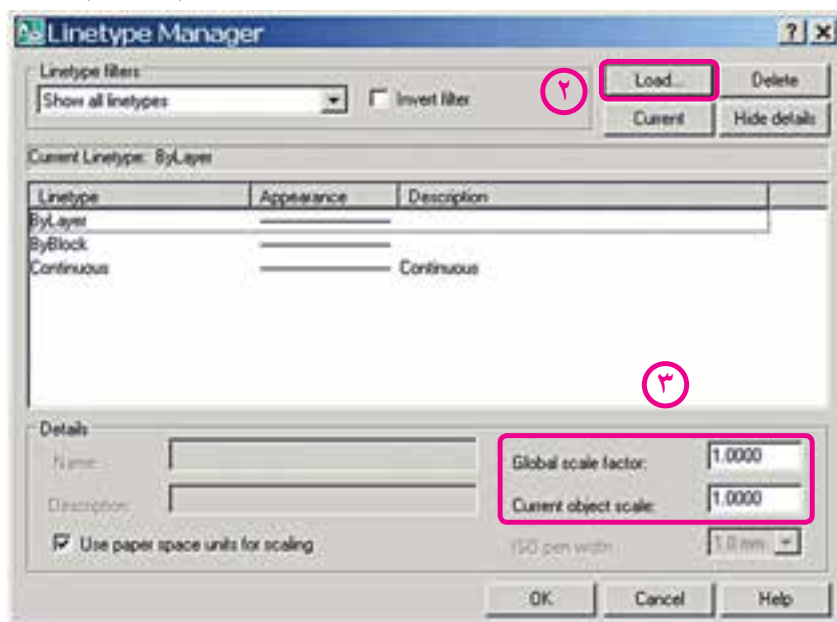 Linetype Manager
Linetype filters
Show all linetypes
Invert filter
۲
Load...
Delete
Current
Hide details
Current Linetype: ByLayer
Linetype Appearance Description
ByLayer
ByBlock
Continuous Continuous
۳
Details
Name:
Description:
Use paper space units for scaling
Global scale factor: 1.0000
Current object scale: 1.0000
ISO pen width: 1.0 mm
OK Cancel Help